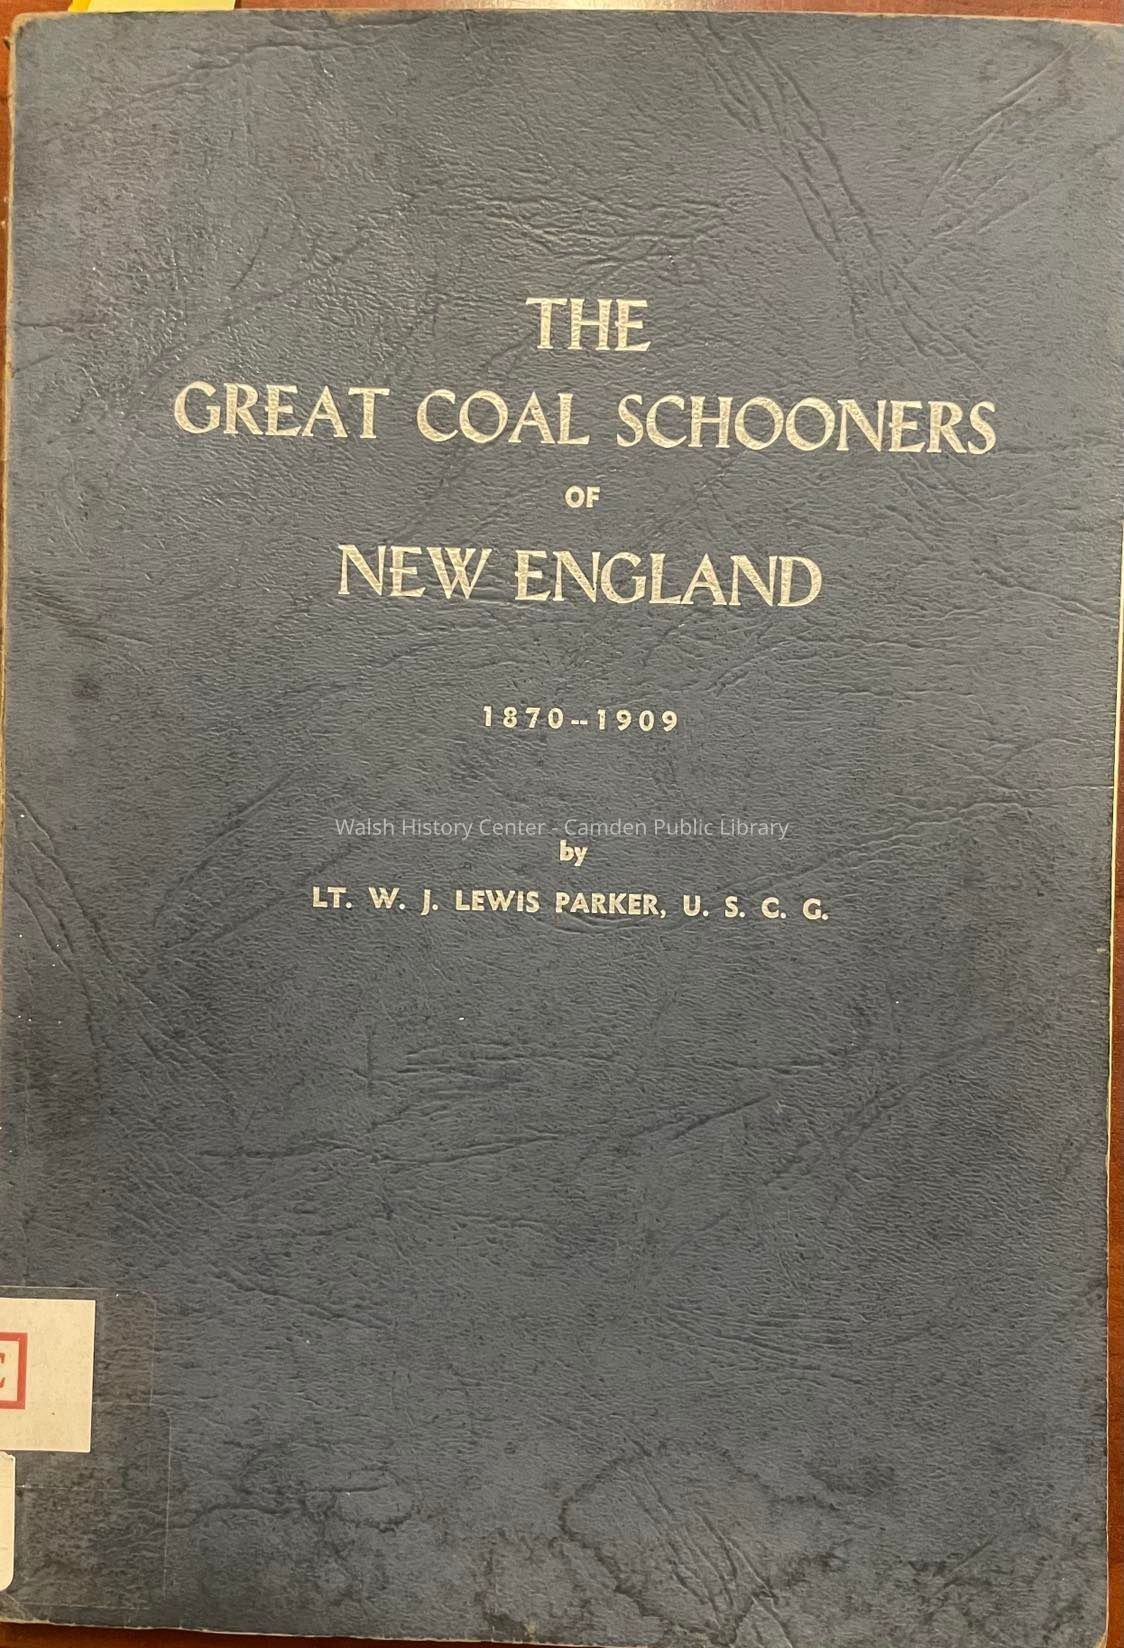 THE
GREAT COAL SCHOONERS
OF
NEW ENGLAND
1870--1909
Walsh History Center - Camden Public Library
by
LT. W. J. LEWIS PARKER, U. S. C. G.
E